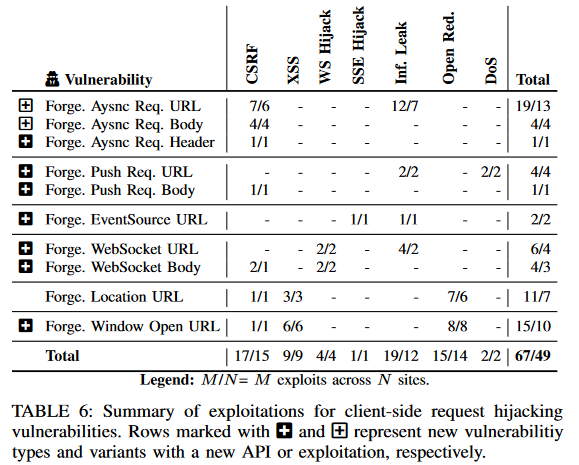 Vulnerability CSRF XSS WS Hijack SSE Hijack Inf. Leak Open Red. DoS Total
Forge. Aysnc Req. URL 7/6 - - - 12/7 - - 19/13
Forge. Aysnc Req. Body 4/4 - - - - - - 4/4
Forge. Async Req. Header 1/1 - - - - - - 1/1
Forge. Push Req. URL - - - - 2/2 - 2/2 4/4
Forge. Push Req. Body 1/1 - - - - - - 1/1
Forge. EventSource URL - - - 1/1 1/1 - - 2/2
Forge. WebSocket URL - - 2/2 - 4/2 - - 6/4
Forge. WebSocket Body 2/1 - 2/2 - - - - 4/3
Forge. Location URL 1/1 3/3 - - - 7/6 - 11/7
Forge. Window Open URL 1/1 6/6 - - - 8/8 - 15/10
Total 17/15 9/9 4/4 1/1 19/12 15/14 2/2 67/49
Legend: M/N= M exploits across N sites.
TABLE 6: Summary of exploitations for client-side request hijacking
vulnerabilities. Rows marked with and represent new vulnerabilitiy
types and variants with a new API or exploitation, respectively.